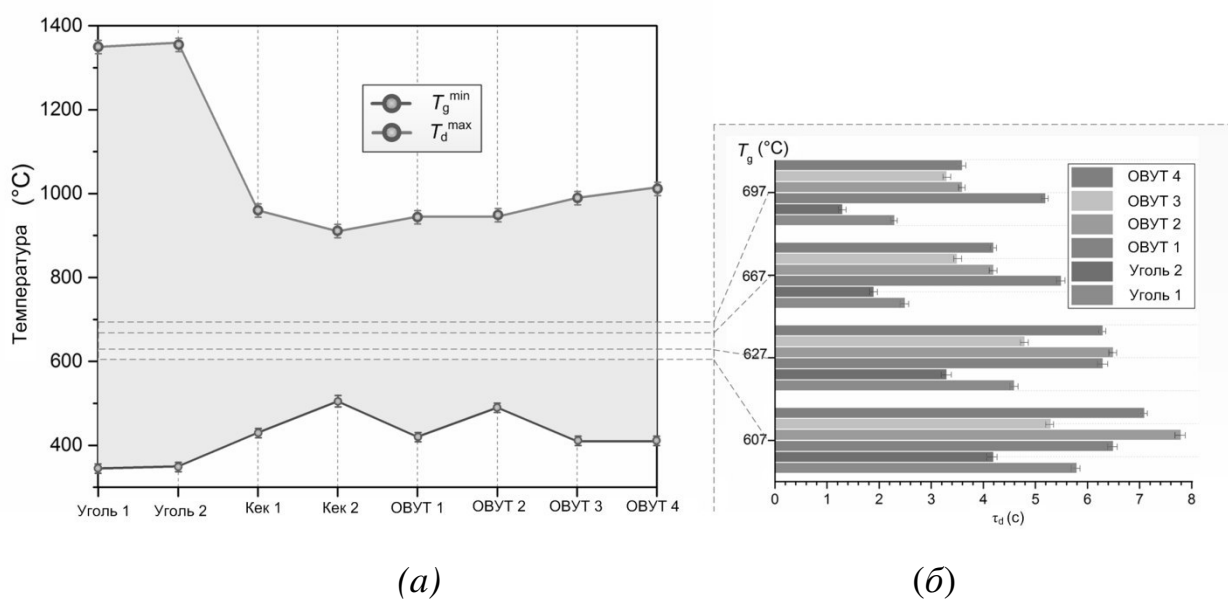 1400
1200
1000
800
600
400
Температура (°C)
T_g^min
T_d^max
Уголь 1 Уголь 2 Кек 1 Кек 2 ОВУТ 1 ОВУТ 2 ОВУТ 3 ОВУТ 4
T_g (°C)
697
667
627
607
ОВУТ 4
ОВУТ 3
ОВУТ 2
ОВУТ 1
Уголь 2
Уголь 1
0 1 2 3 4 5 6 7 8
τ_d (c)
(а) (б)